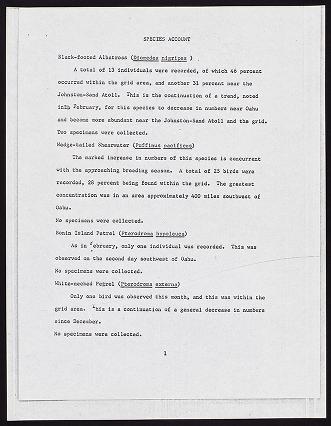 SPECIES ACCOUNT
Black-footed Albatross (Diomedea nigripes )
A total of 13 individuals were recorded, of which 46 percent
occurred within the grid area, and another 31 percent near the
Johnston-Sand Atoll. This is the continuation of a trend, noted
in February, for this species to decrease in numbers near Oahu
and become more abundant near the Johnston-Sand Atoll and the grid.
Two specimens were collected.
Wedge-tailed Shearwater (Puffinus pacificus)
The marked increase in numbers of this species is concurrent
with the approaching breeding season. A total of 25 birds were
recorded, 28 percent being found within the grid. The greatest
concentration was in an area approximately 400 miles southwest of
Oahu.
No specimens were collected.
Bonin Island Petrel (Pterodroma hypoleuca)
As in February, only one individual was recorded. This was
observed on the second day southwest of Oahu.
No specimens were collected.
White-necked Petrel (Pterodroma externa)
Only one bird was observed this month, and this was within the
grid area. This is a continuation of a general decrease in numbers
since December.
No specimens were collected.
1